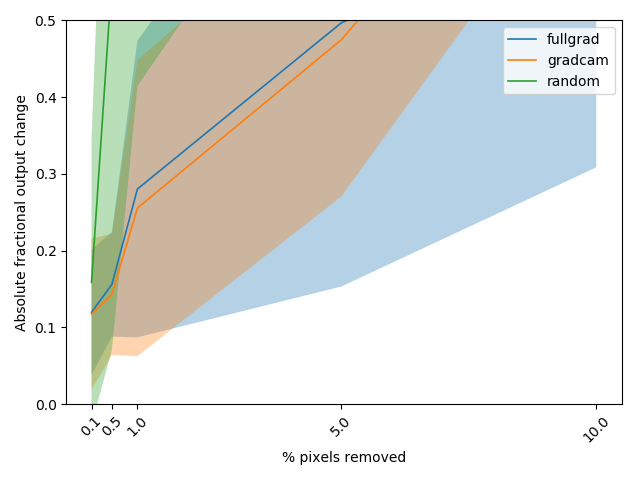 0.5
0.4
0.3
0.2
0.1
0.0
Absolute fractional output change
fullgrad
gradcam
random
0.1
0.5
1.0
5.0
10.0
% pixels removed